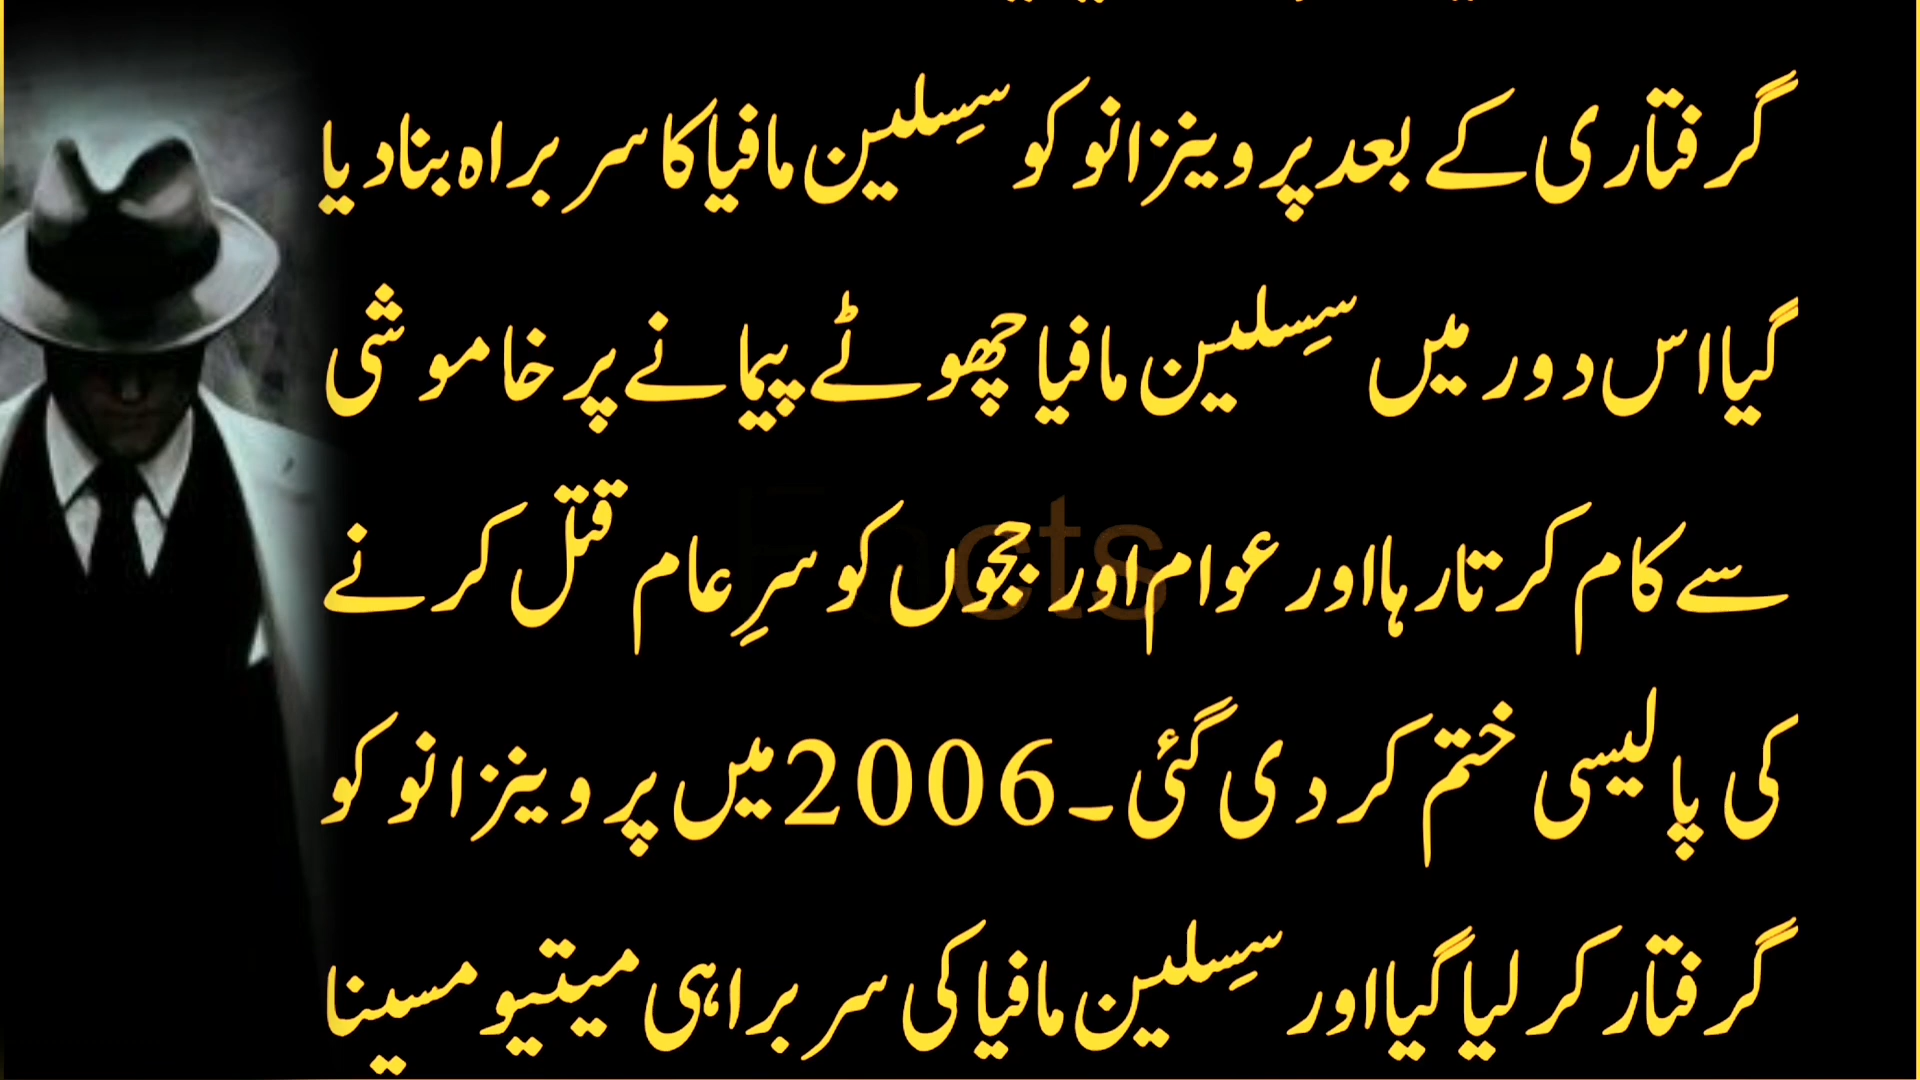 گرفتاری کے بعد پروینزانو کو سِسلین مافیا کا سربراہ بنا دیا
گیا اس دور میں سِسلین مافیا چھوٹے پیمانے پر خاموشی
سے کام کرتا رہا اور عوام اور ججوں کو سرِعام قتل کرنے
کی پالیسی ختم کر دی گئی۔ 2006 میں پروینزانو کو
گرفتار کر لیا گیا اور سِسلین مافیا کی سربراہی میتیو مسینا